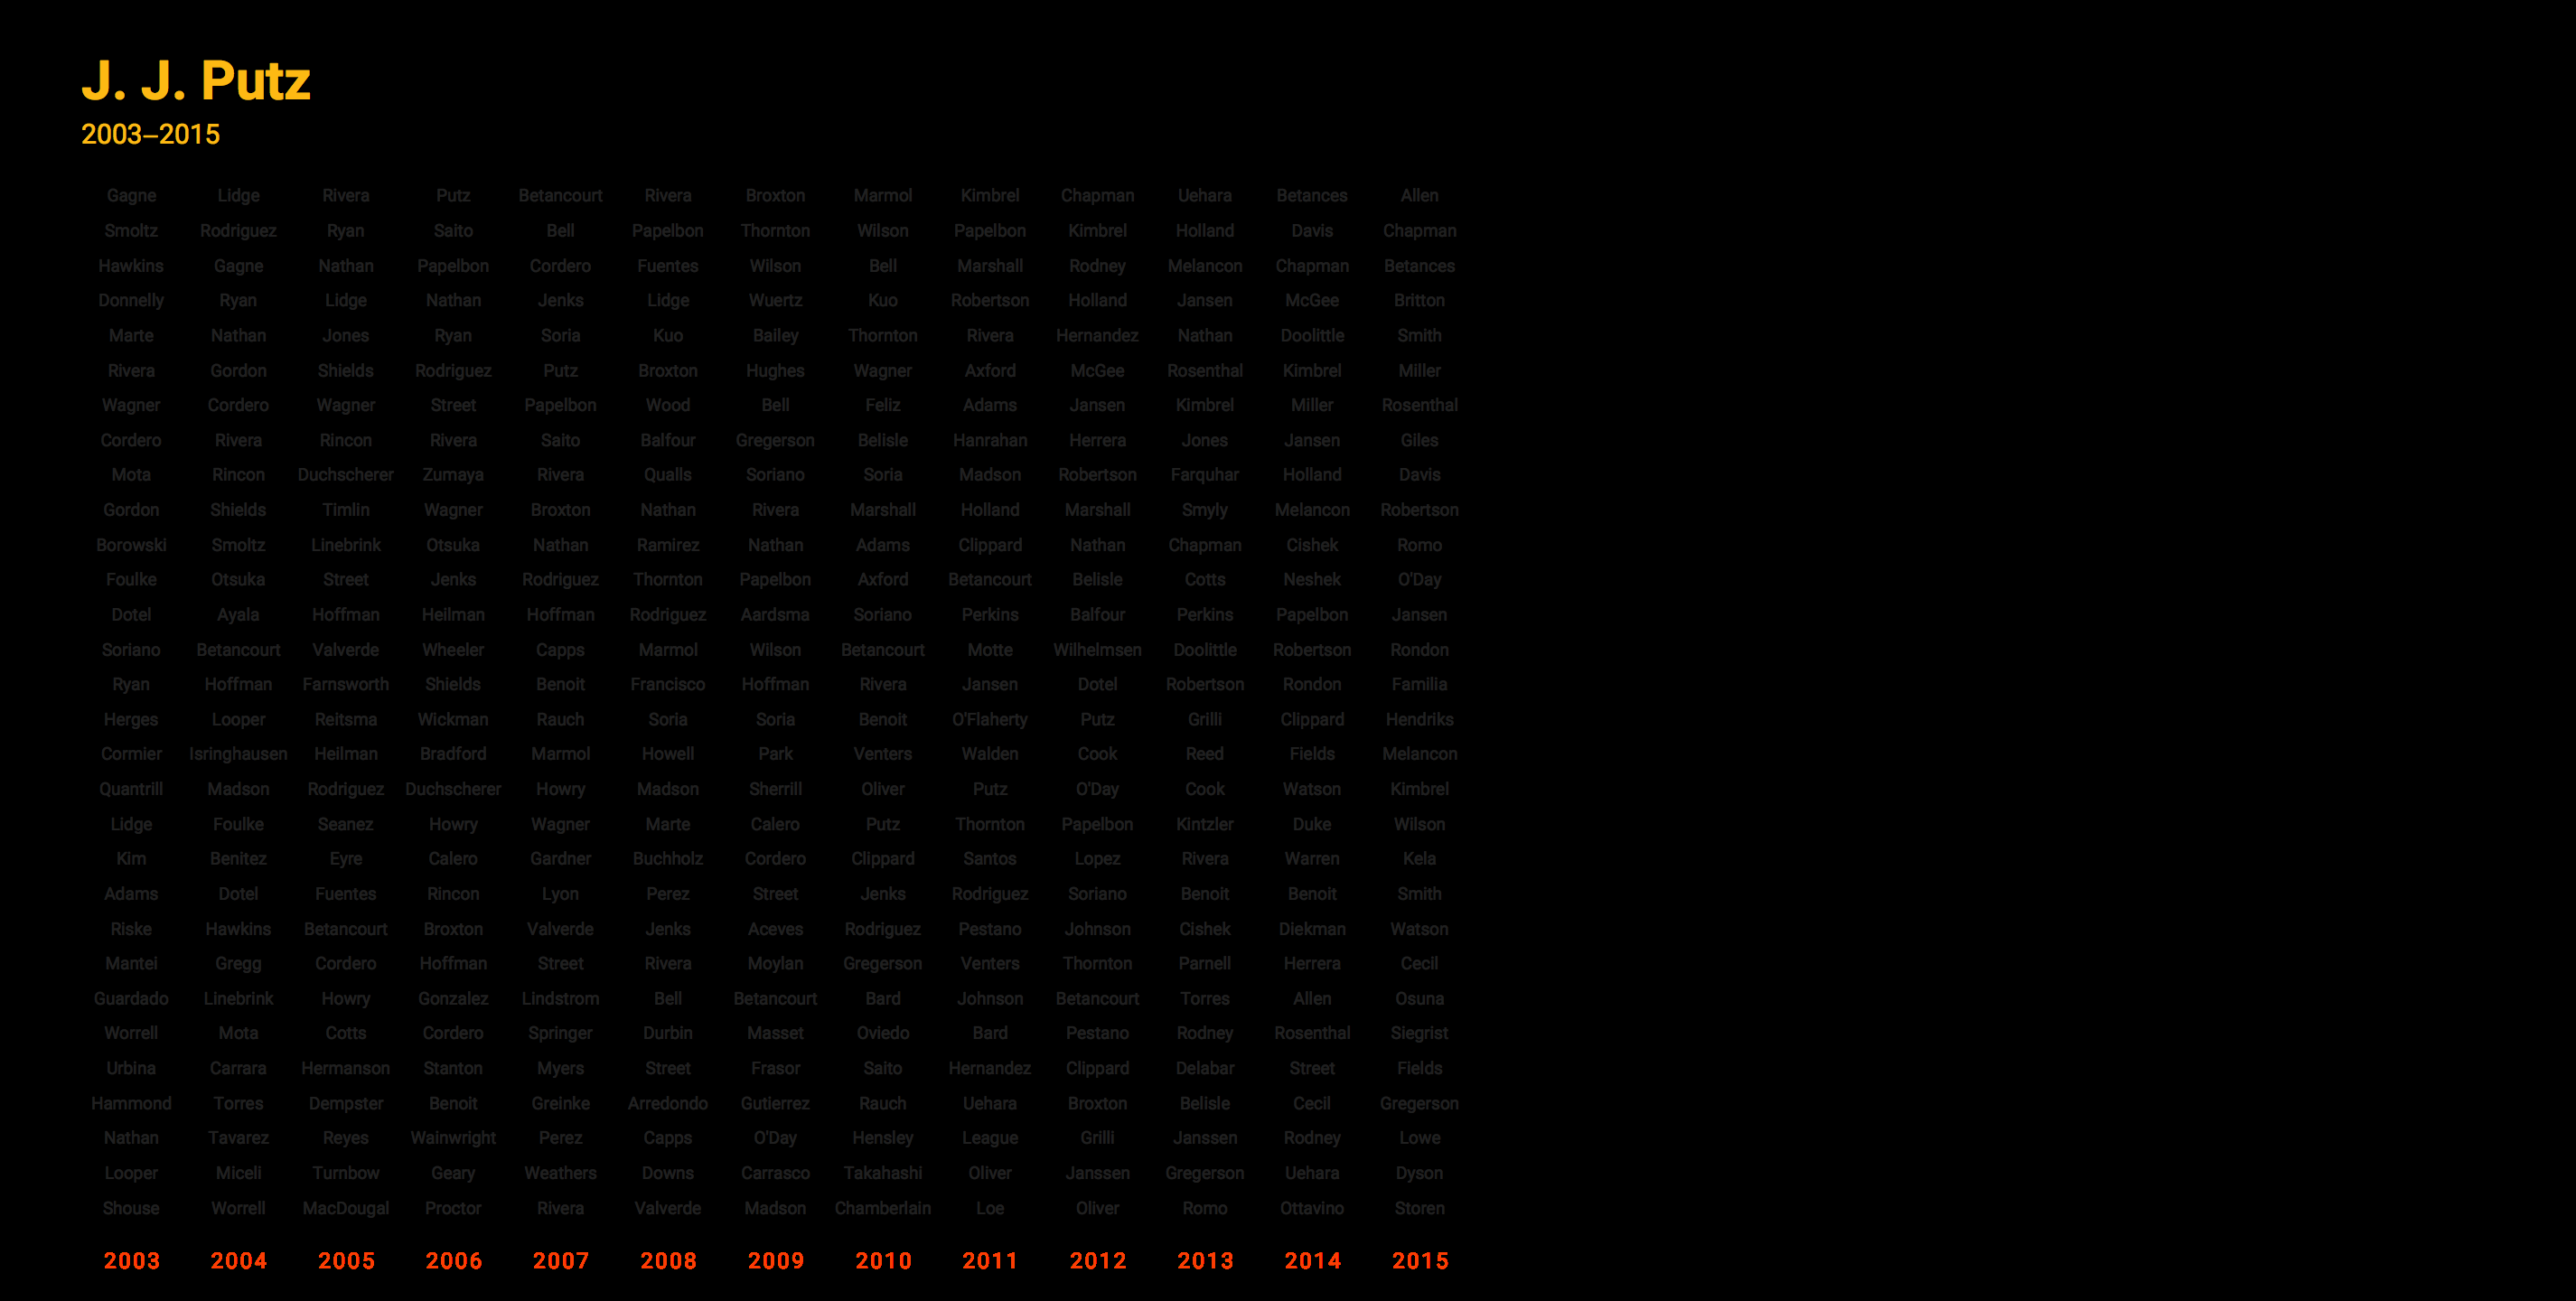 J. J. Putz
2003–2015
Gagne Lidge Rivera Putz Betancourt Rivera Broxton Marmol Kimbrel Chapman Uehara Betances Allen
Smoltz Rodriguez Ryan Saito Bell Papelbon Thornton Wilson Papelbon Kimbrel Holland Davis Chapman
Hawkins Gagne Nathan Papelbon Cordero Fuentes Wilson Bell Marshall Rodney Melancon Chapman Betances
Donnelly Ryan Lidge Nathan Jenks Lidge Wuertz Kuo Robertson Holland Jansen McGee Britton
Marte Nathan Jones Ryan Soria Kuo Bailey Thornton Rivera Hernandez Nathan Doolittle Smith
Rivera Gordon Shields Rodriguez Putz Broxton Hughes Wagner Axford McGee Rosenthal Kimbrel Miller
Wagner Cordero Wagner Street Papelbon Wood Bell Feliz Adams Jansen Kimbrel Miller Rosenthal
Cordero Rivera Rincon Rivera Saito Balfour Gregerson Belisle Hanrahan Herrera Jones Jansen Giles
Mota Rincon Duchscherer Zumaya Rivera Qualls Soriano Soria Madson Robertson Farquhar Holland Davis
Gordon Shields Timlin Wagner Broxton Nathan Rivera Marshall Holland Marshall Smyly Melancon Robertson
Borowski Smoltz Linebrink Otsuka Nathan Ramirez Nathan Adams Clippard Nathan Chapman Cishek Romo
Foulke Otsuka Street Jenks Rodriguez Thornton Papelbon Axford Betancourt Belisle Cotts Neshek O'Day
Dotel Ayala Hoffman Heilman Hoffman Rodriguez Aardsma Soriano Perkins Balfour Perkins Papelbon Jansen
Soriano Betancourt Valverde Wheeler Capps Marmol Wilson Betancourt Motte Wilhelmsen Doolittle Robertson Rondon
Ryan Hoffman Farnsworth Shields Benoit Francisco Hoffman Rivera Jansen Dotel Robertson Rondon Familia
Herges Looper Reitsma Wickman Rauch Soria Soria Benoit O'Flaherty Putz Grilli Clippard Hendriks
Cormier Isringhausen Heilman Bradford Marmol Howell Park Venters Walden Cook Reed Fields Melancon
Quantrill Madson Rodriguez Duchscherer Howry Madson Sherrill Oliver Putz O'Day Cook Watson Kimbrel
Lidge Foulke Seanez Howry Wagner Marte Calero Putz Thornton Papelbon Kintzler Duke Wilson
Kim Benitez Eyre Calero Gardner Buchholz Cordero Clippard Santos Lopez Rivera Warren Kela
Adams Dotel Fuentes Rincon Lyon Perez Street Jenks Rodriguez Soriano Benoit Benoit Smith
Riske Hawkins Betancourt Broxton Valverde Jenks Aceves Rodriguez Pestano Johnson Cishek Diekman Watson
Mantei Gregg Cordero Hoffman Street Rivera Moylan Gregerson Venters Thornton Parnell Herrera Cecil
Guardado Linebrink Howry Gonzalez Lindstrom Bell Betancourt Bard Johnson Betancourt Torres Allen Osuna
Worrell Mota Cotts Cordero Springer Durbin Masset Oviedo Bard Pestano Rodney Rosenthal Siegrist
Urbina Carrara Hermanson Stanton Myers Street Frasor Saito Hernandez Clippard Delabar Street Fields
Hammond Torres Dempster Benoit Greinke Arredondo Gutierrez Rauch Uehara Broxton Belisle Cecil Gregerson
Nathan Tavarez Reyes Wainwright Perez Capps O'Day Hensley League Grilli Janssen Rodney Lowe
Looper Miceli Turnbow Geary Weathers Downs Carrasco Takahashi Oliver Janssen Gregerson Uehara Dyson
Shouse Worrell MacDougal Proctor Rivera Valverde Madson Chamberlain Loe Oliver Romo Ottavino Storen
2003 2004 2005 2006 2007 2008 2009 2010 2011 2012 2013 2014 2015